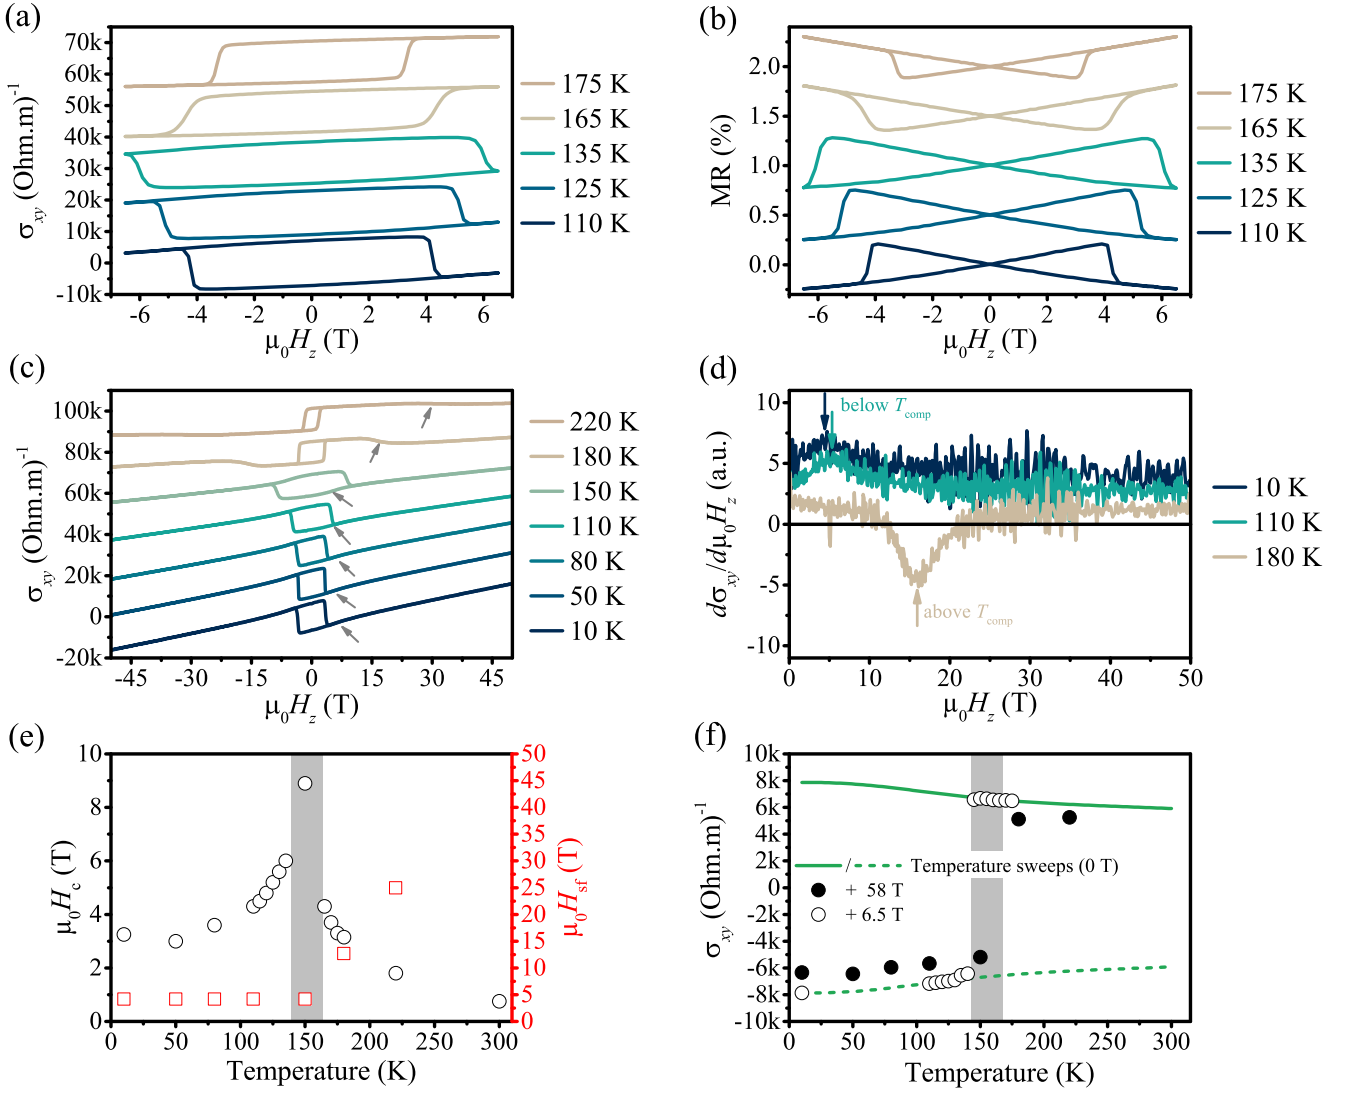 (a)
70k
60k
50k
40k
30k
20k
10k
0
-10k
σxy (Ohm.m)-1
-6 -4 -2 0 2 4 6
μ0Hz (T)
175 K
165 K
135 K
125 K
110 K
(b)
2.0
1.5
1.0
0.5
0.0
MR (%)
-6 -4 -2 0 2 4 6
μ0Hz (T)
175 K
165 K
135 K
125 K
110 K
(c)
100k
80k
60k
40k
20k
0
-20k
σxy (Ohm.m)-1
-45 -30 -15 0 15 30 45
μ0Hz (T)
220 K
180 K
150 K
110 K
80 K
50 K
10 K
(d)
10
5
0
-5
-10
dσxy/dμ0Hz (a.u.)
below Tcomp
above Tcomp
0 10 20 30 40 50
μ0Hz (T)
10 K
110 K
180 K
(e)
10
8
6
4
2
0
μ0Hc (T)
50
45
40
35
30
25
20
15
10
5
0
μ0Hsf (T)
0 50 100 150 200 250 300
Temperature (K)
(f)
10k
8k
6k
4k
2k
0
-2k
-4k
-6k
-8k
-10k
σxy (Ohm.m)-1
/ Temperature sweeps (0 T)
+ 58 T
+ 6.5 T
0 50 100 150 200 250 300
Temperature (K)